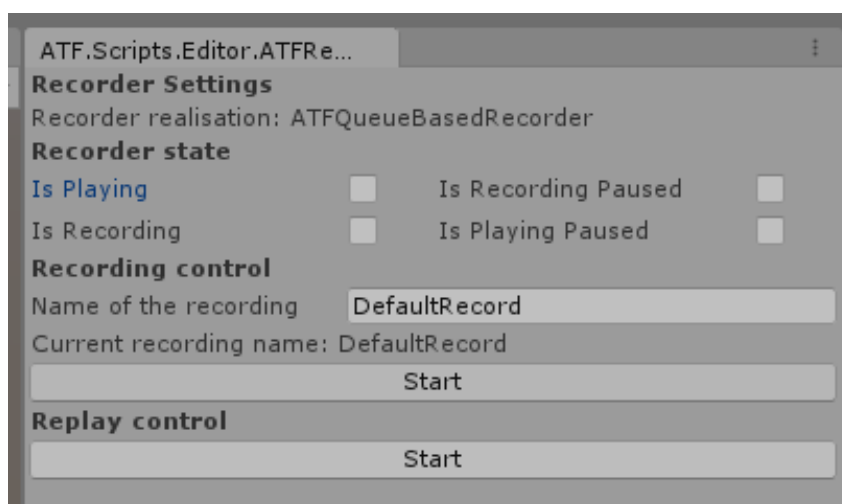 ATF.Scripts.Editor.ATFRe...
Recorder Settings
Recorder realisation: ATFQueueBasedRecorder
Recorder state
Is Playing Is Recording Paused
Is Recording Is Playing Paused
Recording control
Name of the recording DefaultRecord
Current recording name: DefaultRecord
Start
Replay control
Start